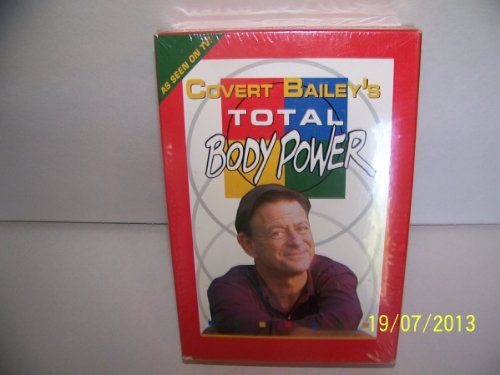 AS SEEN ON TV
COVERT BAILEY'S
TOTAL
BODY POWER
19/07/2013